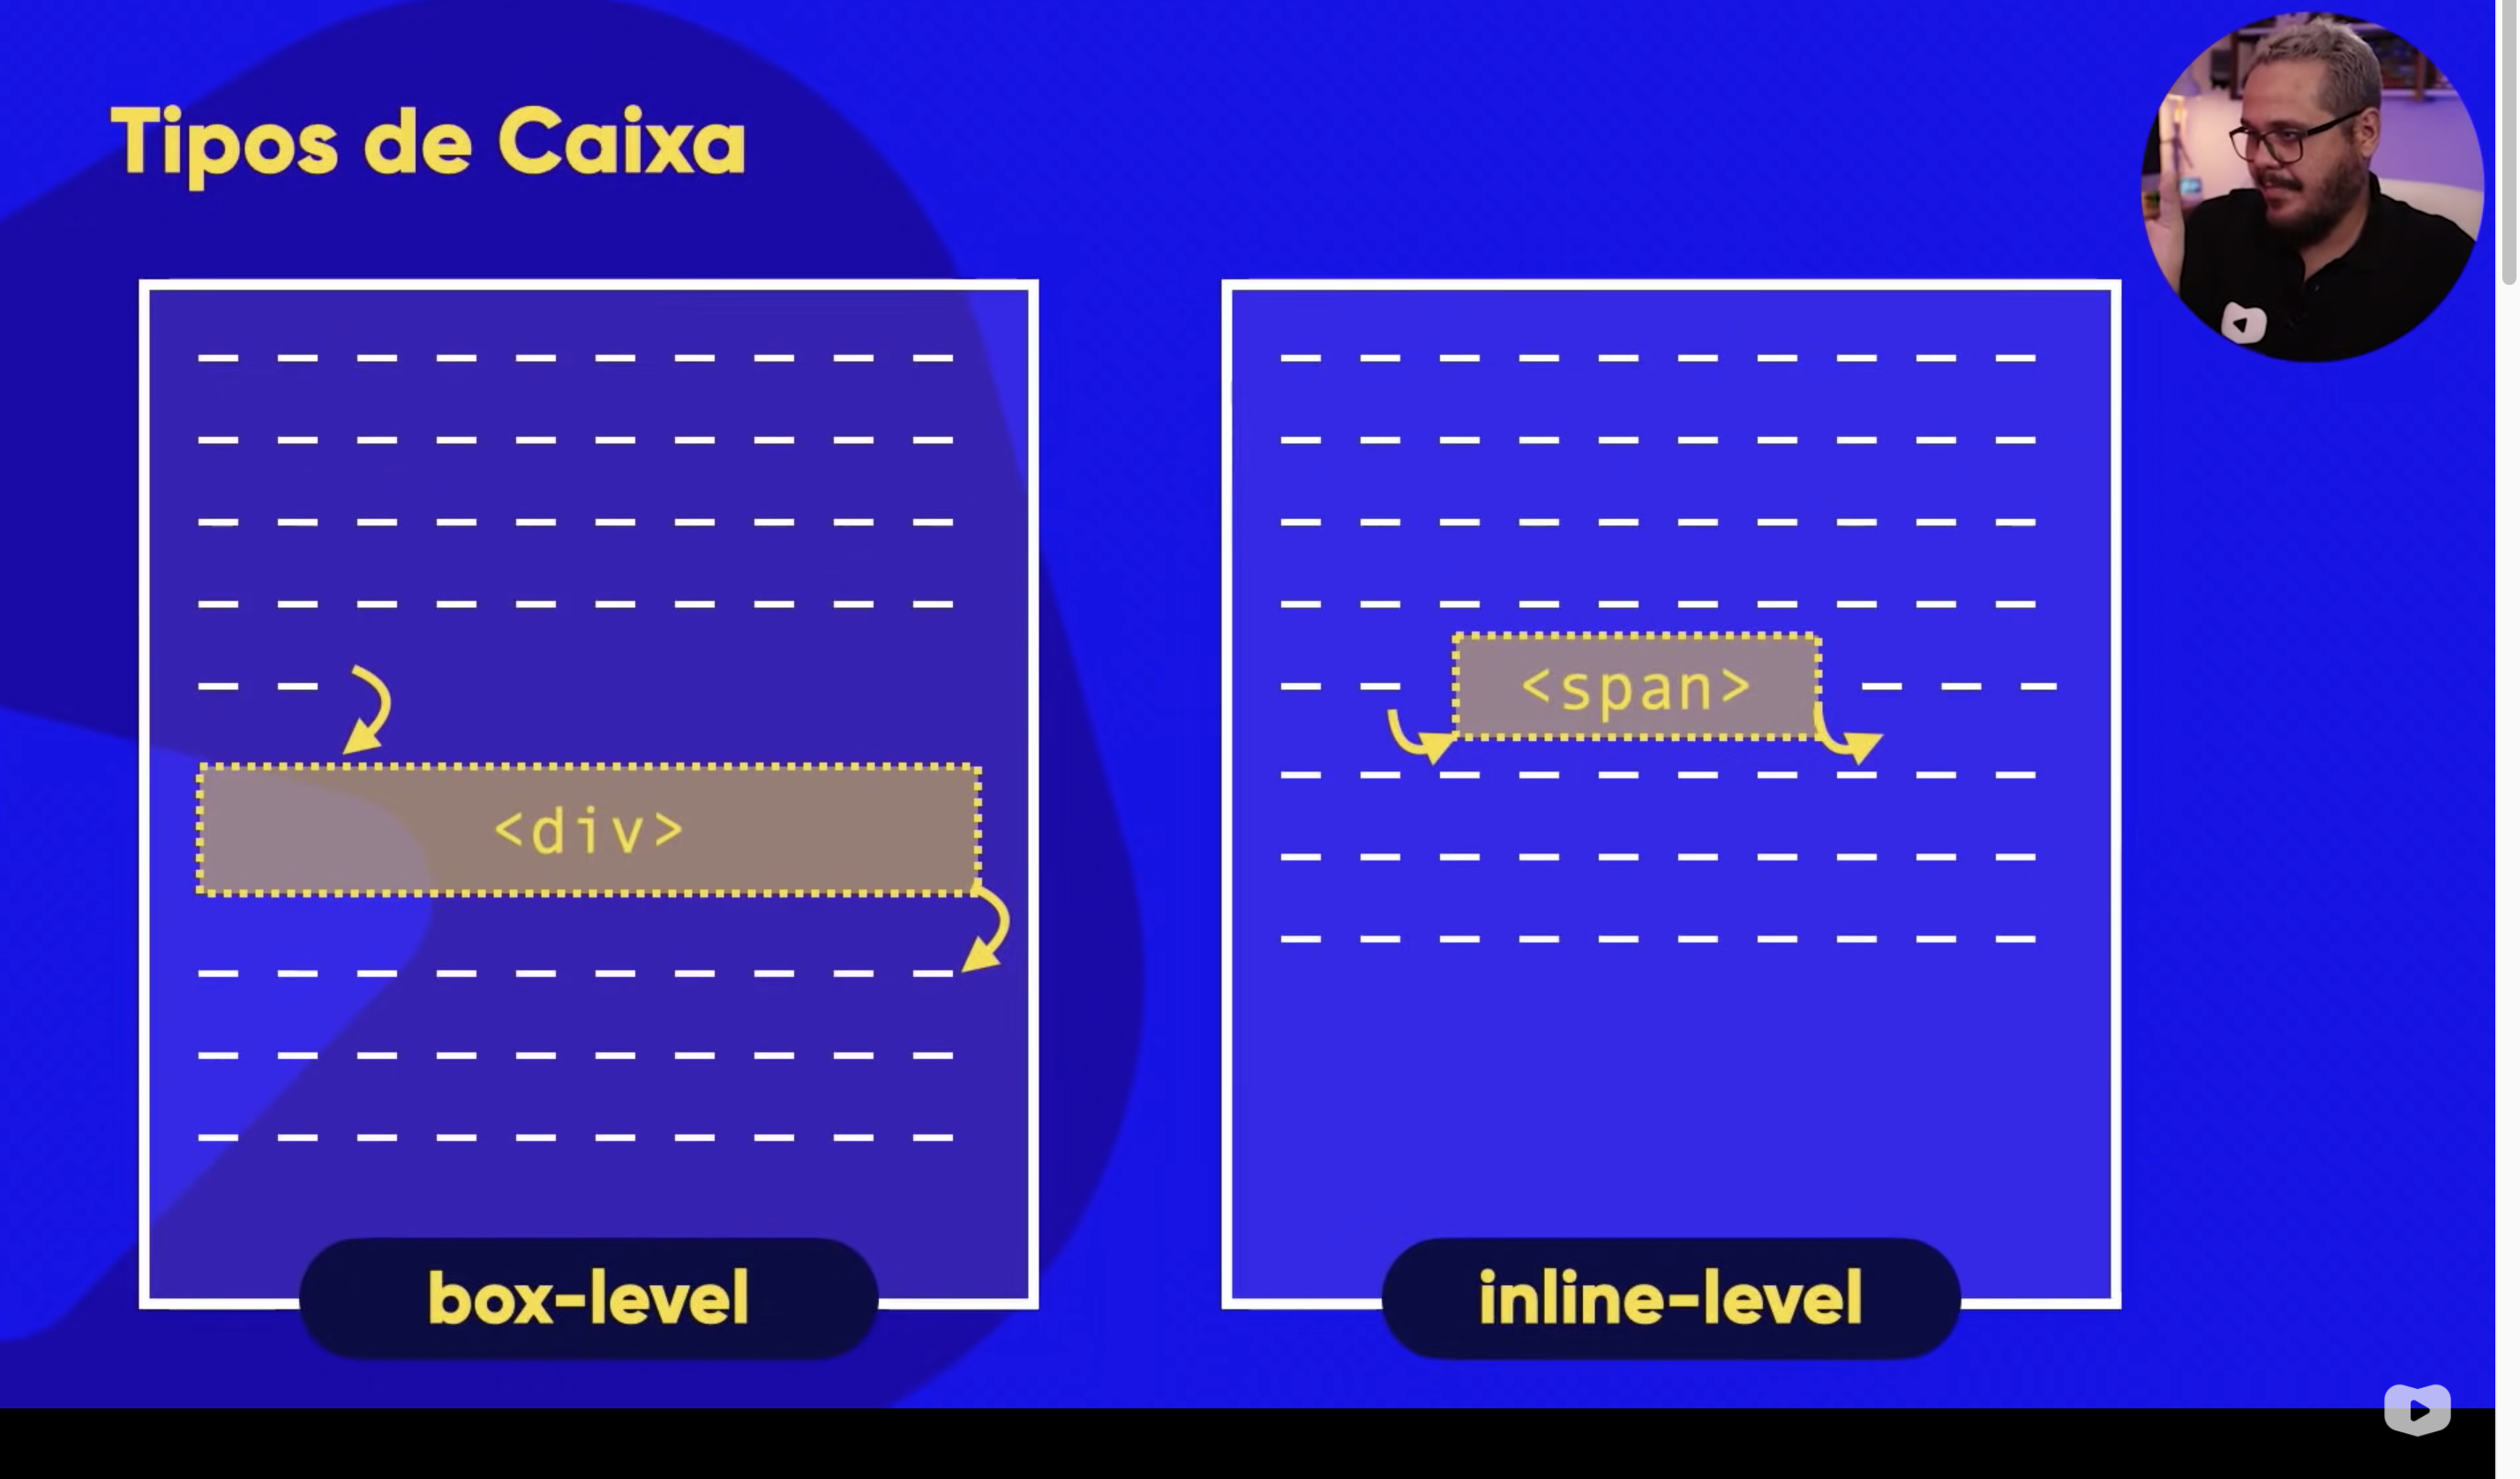 Tipos de Caixa
<div>
box-level
<span>
inline-level